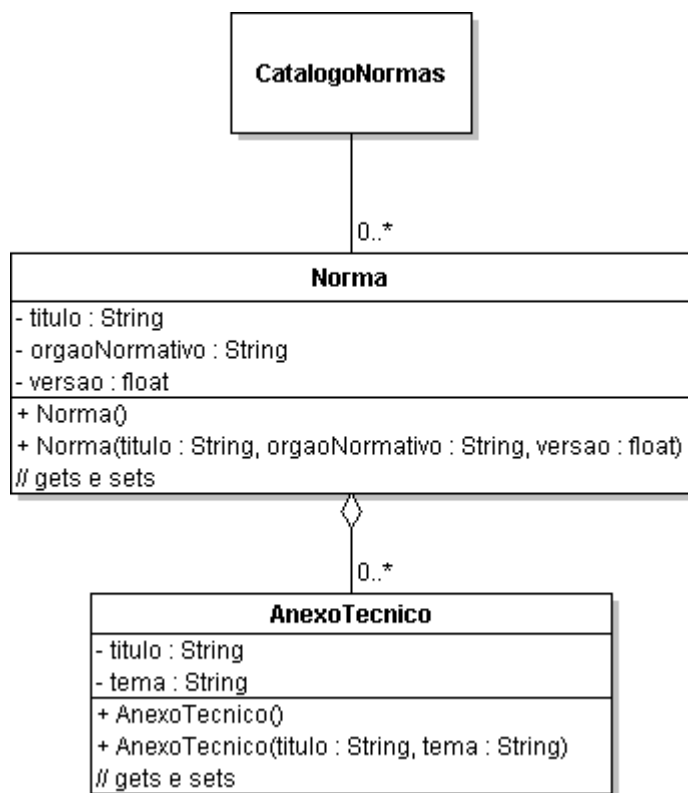 CatalogoNormas
0..*
Norma
- titulo : String
- orgaoNormativo : String
- versao : float
+ Norma()
+ Norma(titulo : String, orgaoNormativo : String, versao : float)
// gets e sets
0..*
AnexoTecnico
- titulo : String
- tema : String
+ AnexoTecnico()
+ AnexoTecnico(titulo : String, tema : String)
// gets e sets